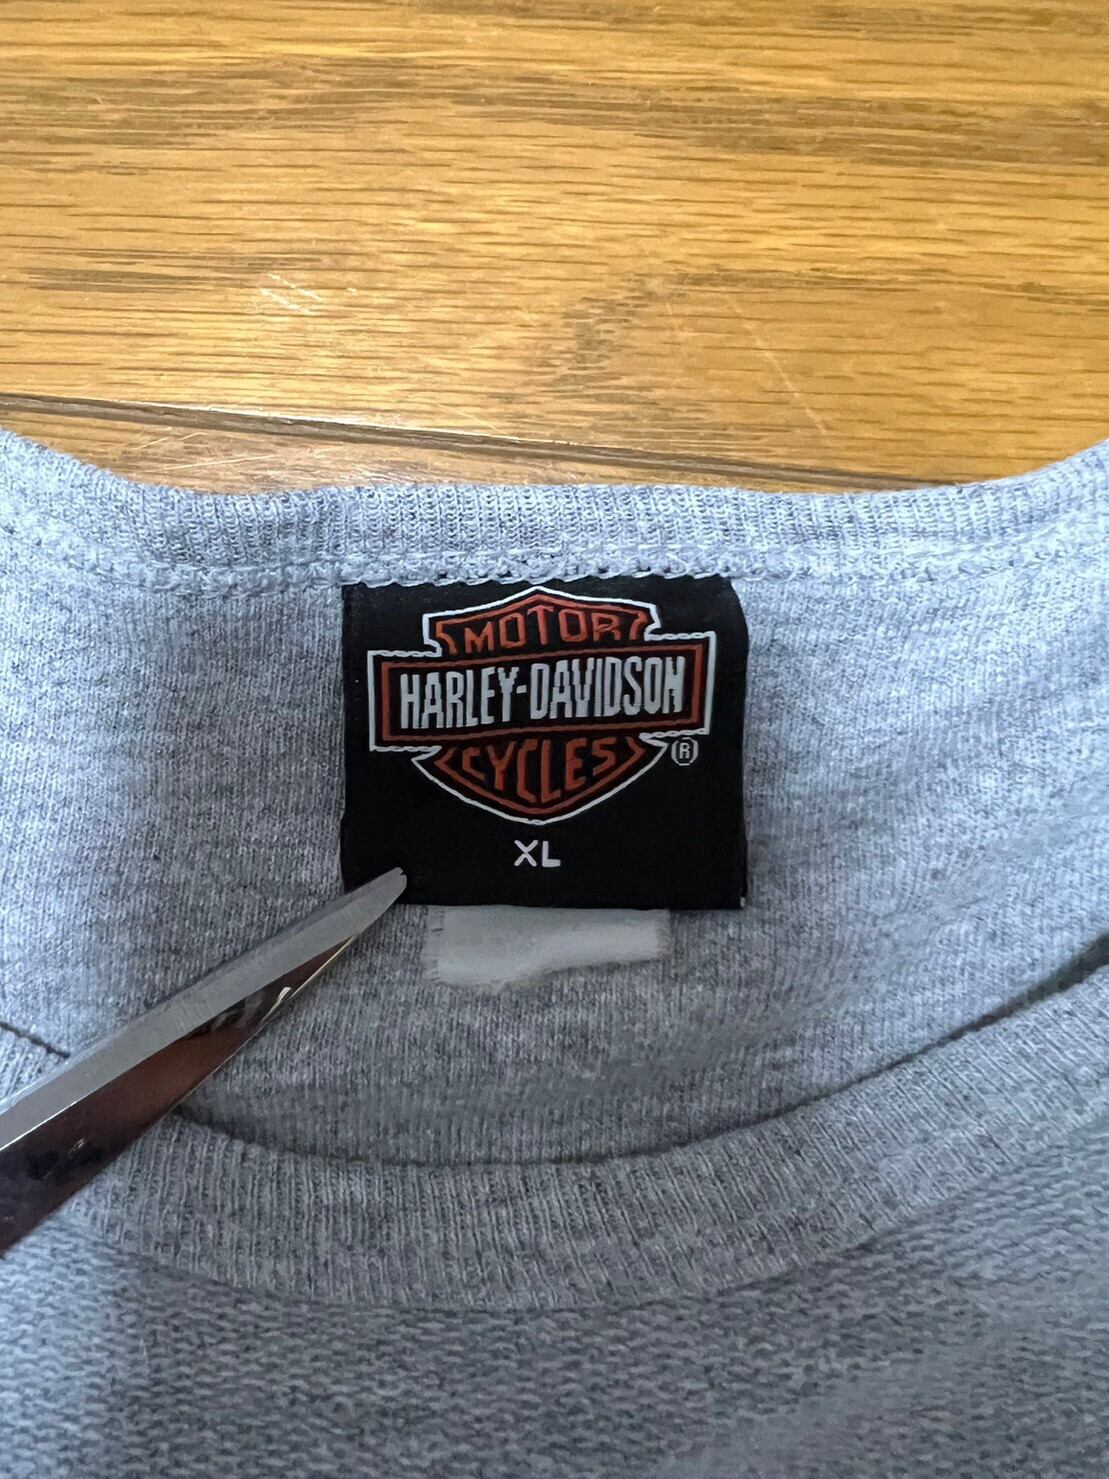 MOTOR
HARLEY-DAVIDSON
CYCLES
®
XL